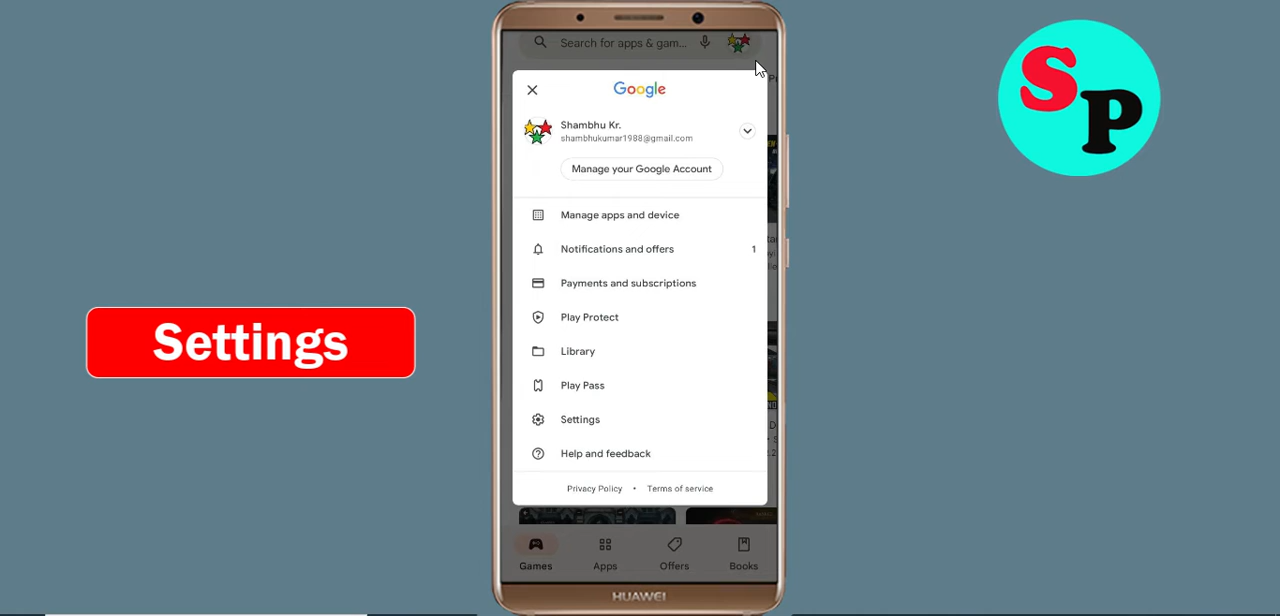 Search for apps & gam...
Google
Shambhu Kr.
shambhukumar1988@gmail.com
Manage your Google Account
Manage apps and device
Notifications and offers 1
Payments and subscriptions
Play Protect
Library
Play Pass
Settings
Help and feedback
Privacy Policy • Terms of service
Games Apps Offers Books
HUAWEI
Settings
SP